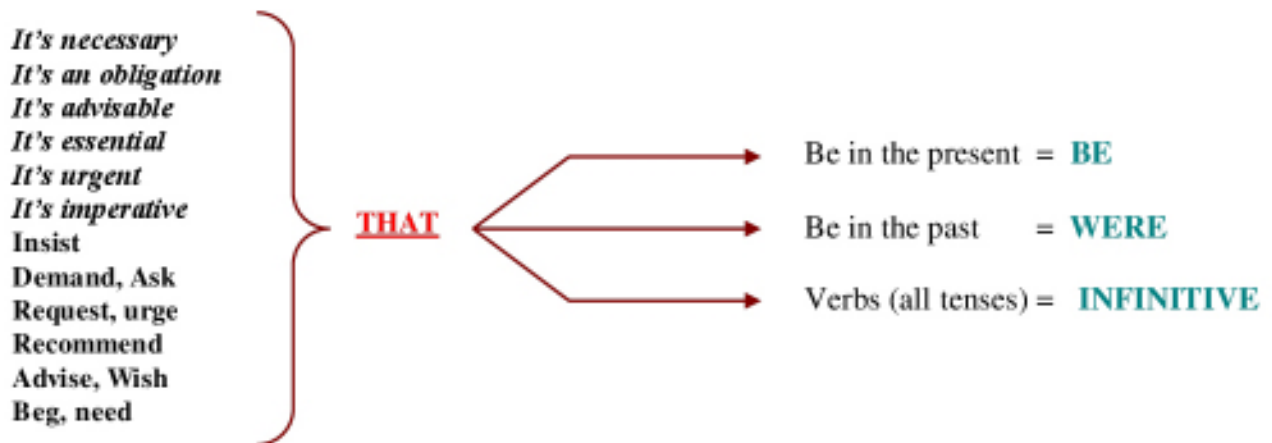 It's necessary
It's an obligation
It's advisable
It's essential
It's urgent
It's imperative
Insist
Demand, Ask
Request, urge
Recommend
Advise, Wish
Beg, need
THAT
Be in the present = BE
Be in the past = WERE
Verbs (all tenses) = INFINITIVE